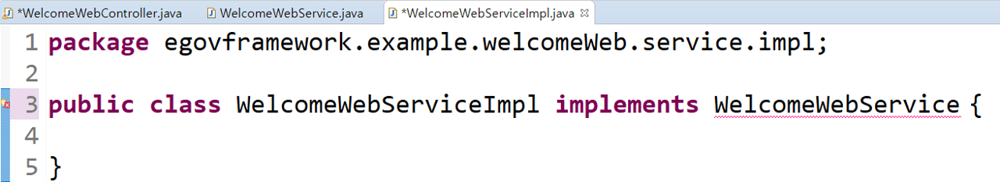 *WelcomeWebController.java WelcomeWebService.java *WelcomeWebServiceImpl.java
1 package egovframework.example.welcomeWeb.service.impl;
2
3 public class WelcomeWebServiceImpl implements WelcomeWebService {
4
5 }